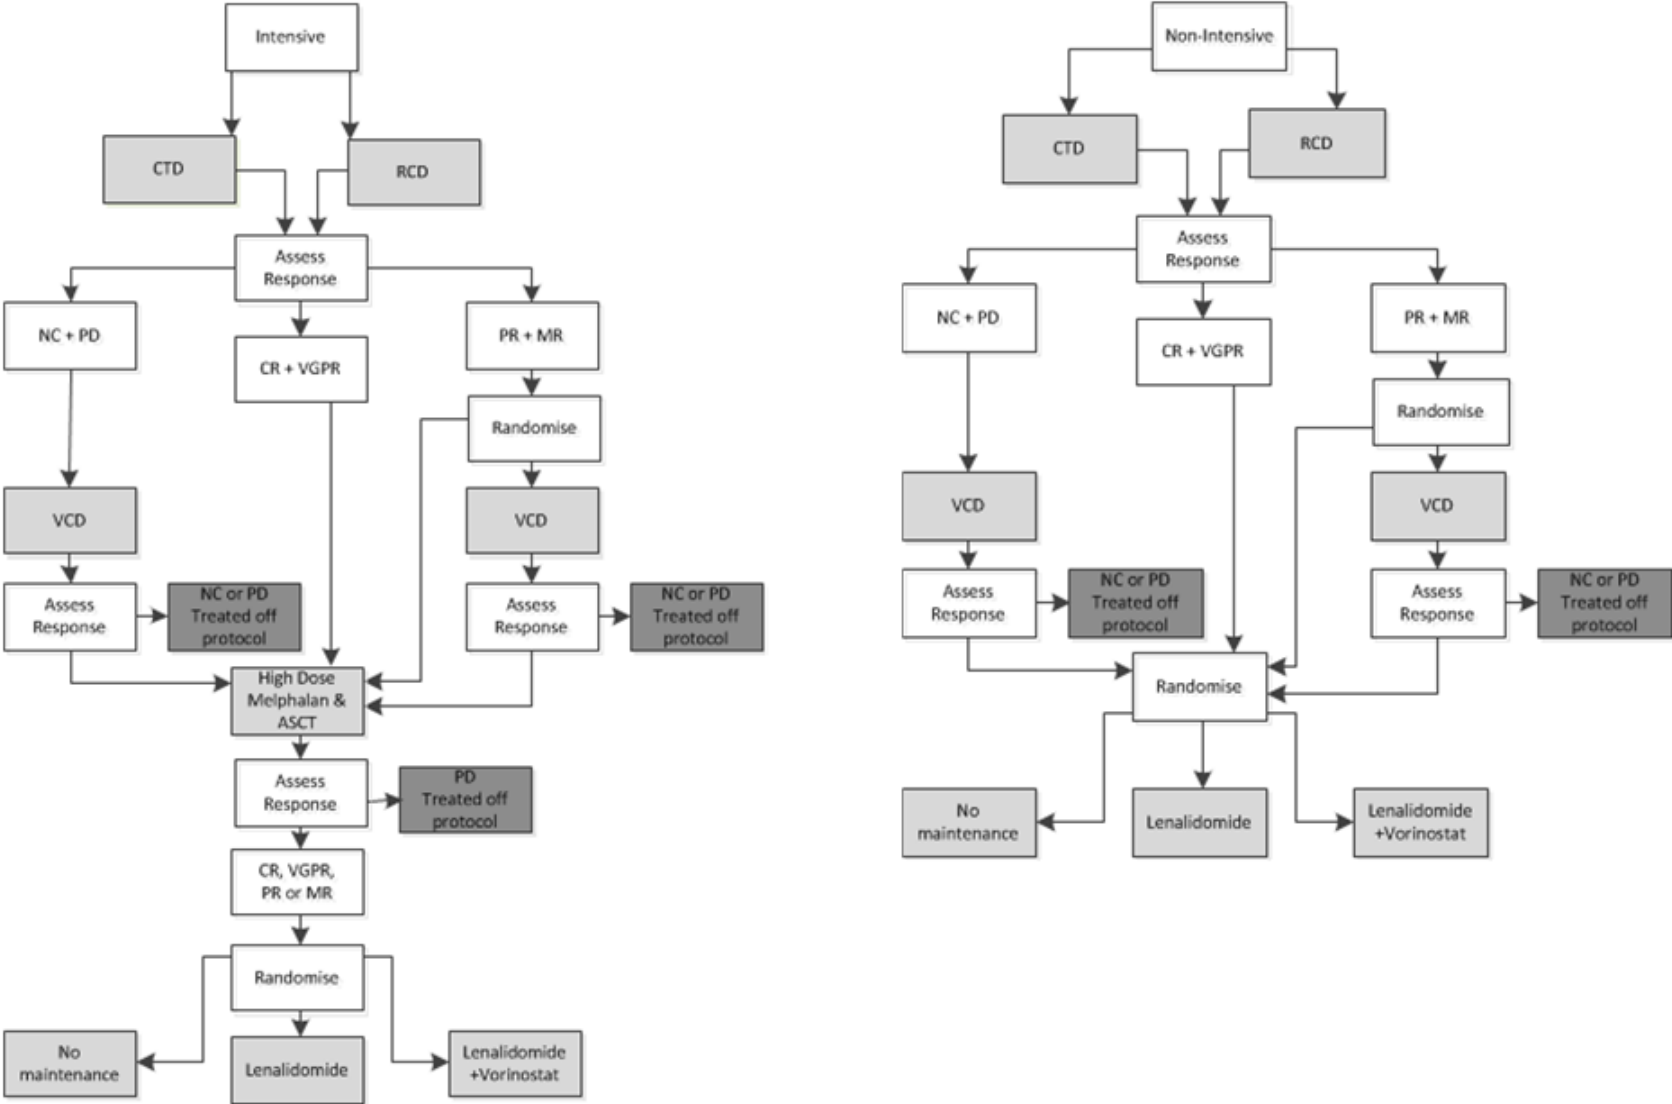 Intensive
CTD
RCD
Assess
Response
NC + PD
CR + VGPR
PR + MR
Randomise
VCD
VCD
Assess
Response
NC or PD
Treated off
protocol
Assess
Response
NC or PD
Treated off
protocol
High Dose
Melphalan &
ASCT
Assess
Response
PD
Treated off
protocol
CR, VGPR,
PR or MR
Randomise
No
maintenance
Lenalidomide
Lenalidomide
+Vorinostat
Non-Intensive
CTD
RCD
Assess
Response
NC + PD
CR + VGPR
PR + MR
Randomise
VCD
VCD
Assess
Response
NC or PD
Treated off
protocol
Assess
Response
NC or PD
Treated off
protocol
Randomise
No
maintenance
Lenalidomide
Lenalidomide
+Vorinostat